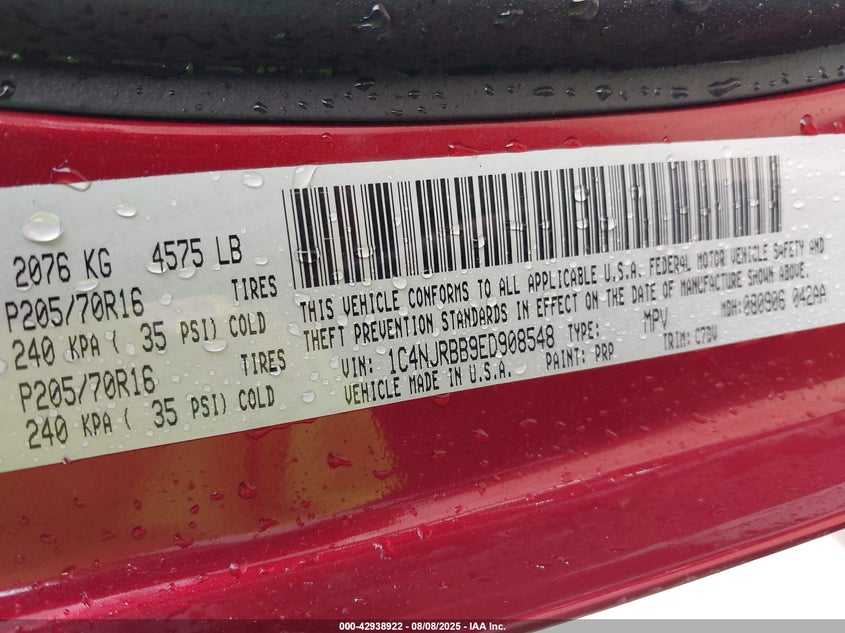 2076 KG 4575 LB
P205/70R16 TIRES
240 KPA ( 35 PSI) COLD
P205/70R16 TIRES
240 KPA ( 35 PSI) COLD
THIS VEHICLE CONFORMS TO ALL APPLICABLE U.S.A. FEDERAL MOTOR VEHICLE SAFETY AND
THEFT PREVENTION STANDARDS IN EFFECT ON THE DATE OF MANUFACTURE SHOWN ABOVE.
VIN: 1C4NJRBB9ED908548 TYPE: MPV MDH: 080906 042AA
VEHICLE MADE IN U.S.A. PAINT: PRP TRIM: C7DV
000-42938922 — 08/08/2025 — IAA Inc.